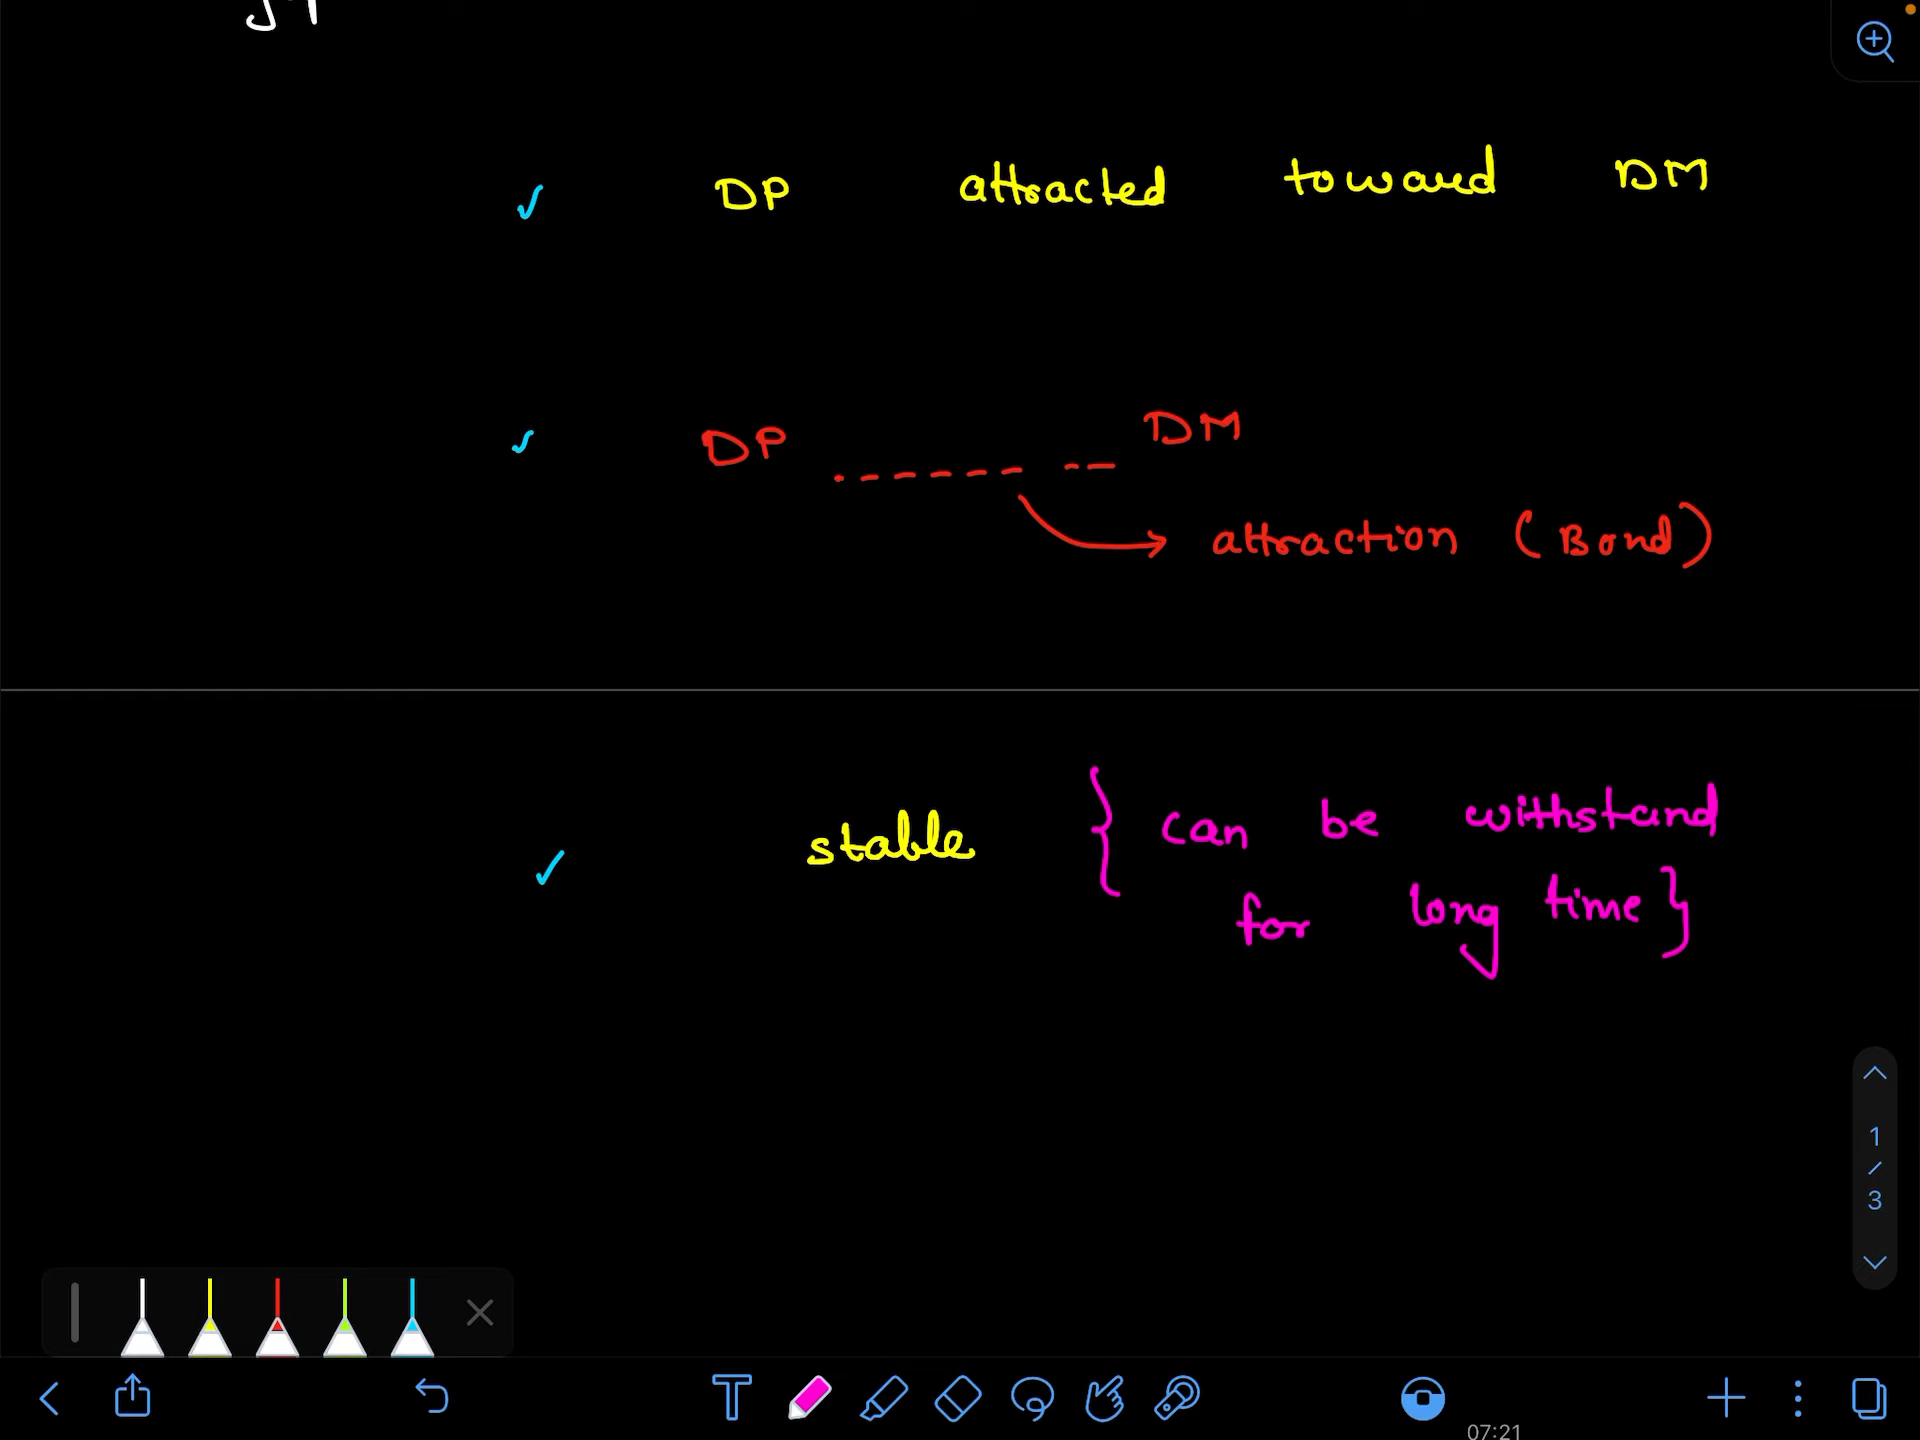 ✓ DP attracted toward DM
✓ DP ------- -- DM
→ attraction (Bond)
✓ stable { can be withstand
for long time }
1
/
3
07:21